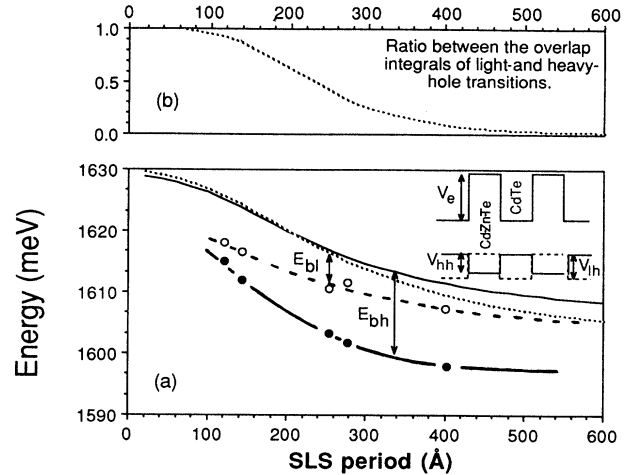 0 100 200 300 400 500 600
1.0
0.5
0.0
(b)
Ratio between the overlap
integrals of light-and heavy-
hole transitions.
1630
1620
1610
1600
1590
Energy (meV)
Ve
CdZnTe
CdTe
Vhh
Vlh
Ebl
Ebh
(a)
0 100 200 300 400 500 600
SLS period (Å)